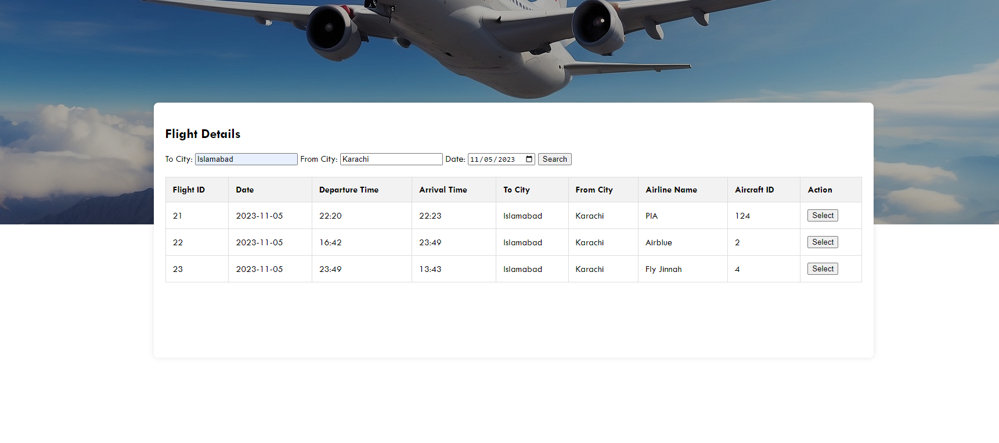 Flight Details
To City: Islamabad From City: Karachi Date: 11/05/2023 Search
Flight ID Date Departure Time Arrival Time To City From City Airline Name Aircraft ID Action
21 2023-11-05 22:20 22:23 Islamabad Karachi PIA 124 Select
22 2023-11-05 16:42 23:49 Islamabad Karachi Airblue 2 Select
23 2023-11-05 23:49 13:43 Islamabad Karachi Fly Jinnah 4 Select